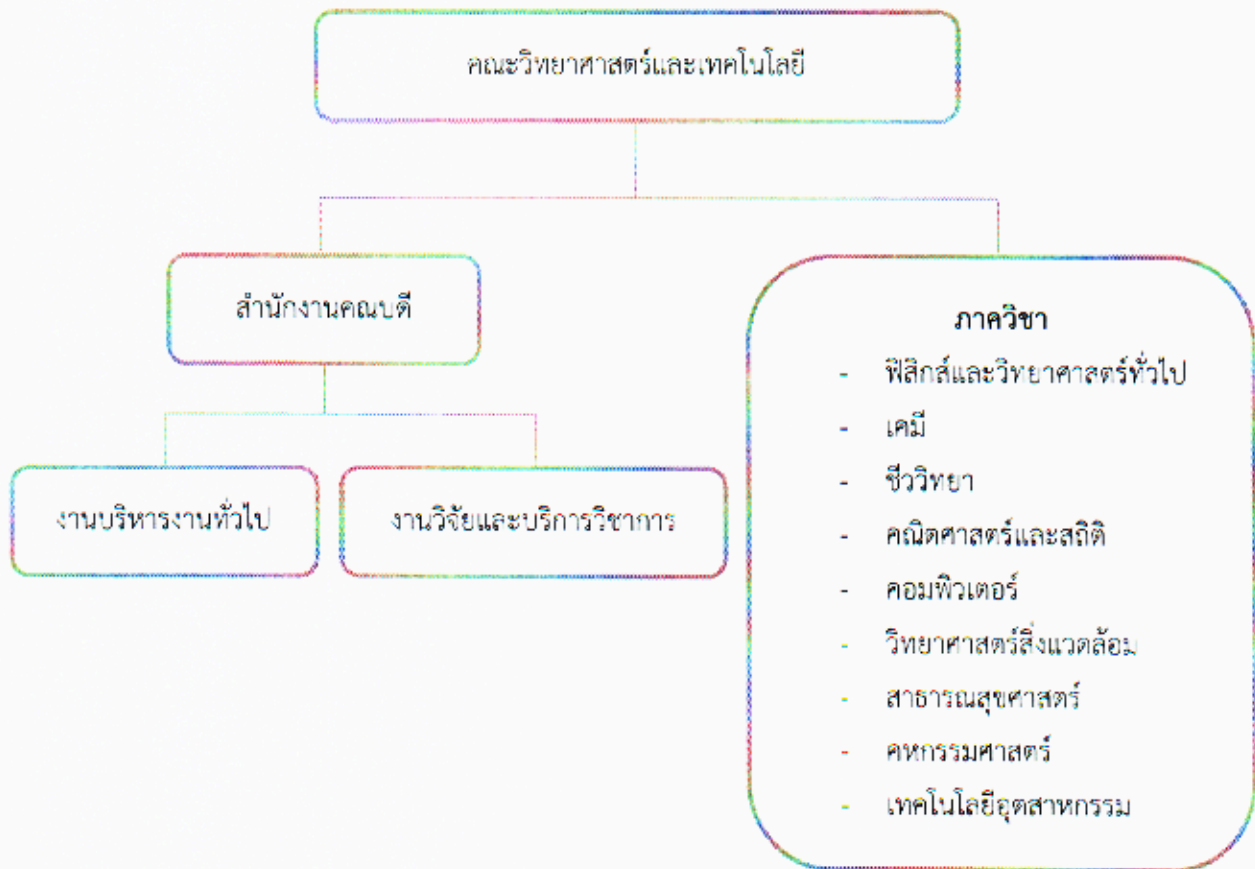 คณะวิทยาศาสตร์และเทคโนโลยี
สำนักงานคณบดี
งานบริหารงานทั่วไป
งานวิจัยและบริการวิชาการ
ภาควิชา
- ฟิสิกส์และวิทยาศาสตร์ทั่วไป
- เคมี
- ชีววิทยา
- คณิตศาสตร์และสถิติ
- คอมพิวเตอร์
- วิทยาศาสตร์สิ่งแวดล้อม
- สาธารณสุขศาสตร์
- คหกรรมศาสตร์
- เทคโนโลยีอุตสาหกรรม